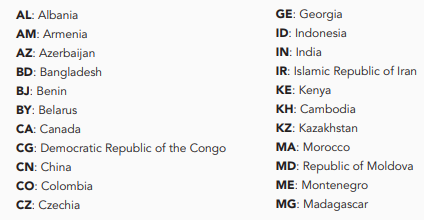 AL: Albania
AM: Armenia
AZ: Azerbaijan
BD: Bangladesh
BJ: Benin
BY: Belarus
CA: Canada
CG: Democratic Republic of the Congo
CN: China
CO: Colombia
CZ: Czechia
GE: Georgia
ID: Indonesia
IN: India
IR: Islamic Republic of Iran
KE: Kenya
KH: Cambodia
KZ: Kazakhstan
MA: Morocco
MD: Republic of Moldova
ME: Montenegro
MG: Madagascar